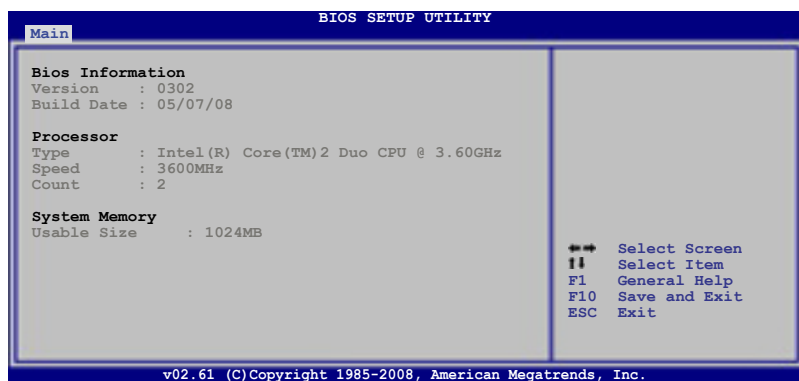 BIOS SETUP UTILITY
Main
Bios Information
Version : 0302
Build Date : 05/07/08
Processor
Type : Intel(R) Core(TM)2 Duo CPU @ 3.60GHz
Speed : 3600MHz
Count : 2
System Memory
Usable Size : 1024MB
←→ Select Screen
↑↓ Select Item
F1 General Help
F10 Save and Exit
ESC Exit
v02.61 (C)Copyright 1985-2008, American Megatrends, Inc.